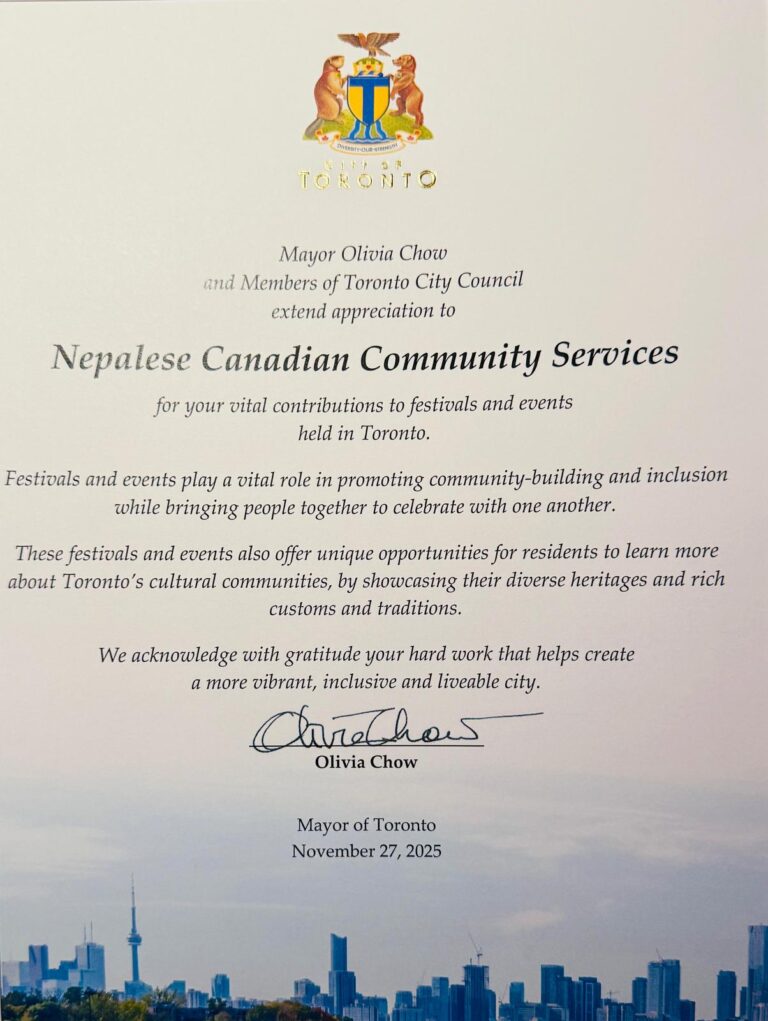 DIVERSITY·OUR·STRENGTH
CITY OF
TORONTO
Mayor Olivia Chow
and Members of Toronto City Council
extend appreciation to
Nepalese Canadian Community Services
for your vital contributions to festivals and events
held in Toronto.
Festivals and events play a vital role in promoting community-building and inclusion
while bringing people together to celebrate with one another.
These festivals and events also offer unique opportunities for residents to learn more
about Toronto's cultural communities, by showcasing their diverse heritages and rich
customs and traditions.
We acknowledge with gratitude your hard work that helps create
a more vibrant, inclusive and liveable city.
Olivia Chow
Olivia Chow
Mayor of Toronto
November 27, 2025